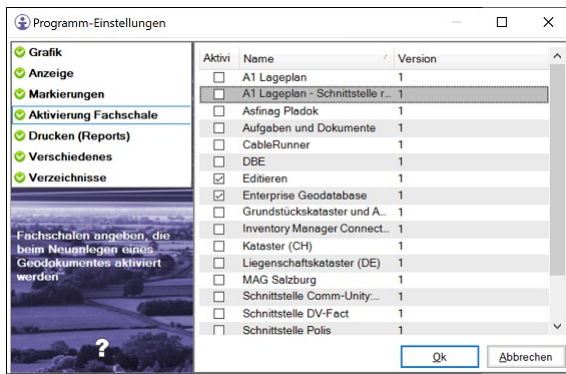 Programm-Einstellungen
Grafik
Anzeige
Markierungen
Aktivierung Fachschale
Drucken (Reports)
Verschiedenes
Verzeichnisse
Fachschalen angeben, die
beim Neuanlegen eines
Geodokumentes aktiviert
werden
?
Aktivi Name Version
A1 Lageplan 1
A1 Lageplan - Schnittstelle r... 1
Asfinag Pladok 1
Aufgaben und Dokumente 1
CableRunner 1
DBE 1
Editieren 1
Enterprise Geodatabase 1
Grundstückskataster und A... 1
Inventory Manager Connect... 1
Kataster (CH) 1
Liegenschaftskataster (DE) 1
MAG Salzburg 1
Schnittstelle Comm-Unity:... 1
Schnittstelle DV-Fact 1
Schnittstelle Polis 1
Ok Abbrechen